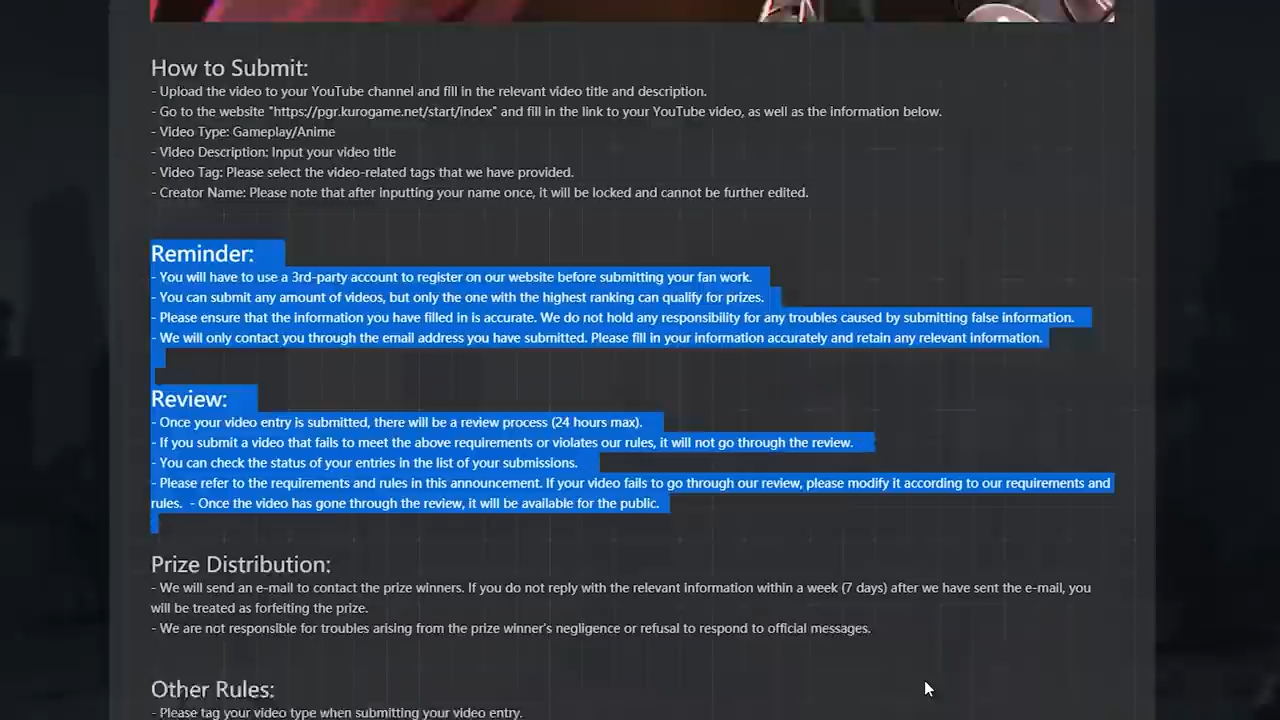 How to Submit:
- Upload the video to your YouTube channel and fill in the relevant video title and description.
- Go to the website "https://pgr.kurogame.net/start/index" and fill in the link to your YouTube video, as well as the information below.
- Video Type: Gameplay/Anime
- Video Description: Input your video title
- Video Tag: Please select the video-related tags that we have provided.
- Creator Name: Please note that after inputting your name once, it will be locked and cannot be further edited.
Reminder:
- You will have to use a 3rd-party account to register on our website before submitting your fan work.
- You can submit any amount of videos, but only the one with the highest ranking can qualify for prizes.
- Please ensure that the information you have filled in is accurate. We do not hold any responsibility for any troubles caused by submitting false information.
- We will only contact you through the email address you have submitted. Please fill in your information accurately and retain any relevant information.
Review:
- Once your video entry is submitted, there will be a review process (24 hours max).
- If you submit a video that fails to meet the above requirements or violates our rules, it will not go through the review.
- You can check the status of your entries in the list of your submissions.
- Please refer to the requirements and rules in this announcement. If your video fails to go through our review, please modify it according to our requirements and
rules. - Once the video has gone through the review, it will be available for the public.
Prize Distribution:
- We will send an e-mail to contact the prize winners. If you do not reply with the relevant information within a week (7 days) after we have sent the e-mail, you
will be treated as forfeiting the prize.
- We are not responsible for troubles arising from the prize winner's negligence or refusal to respond to official messages.
Other Rules:
- Please tag your video type when submitting your video entry.